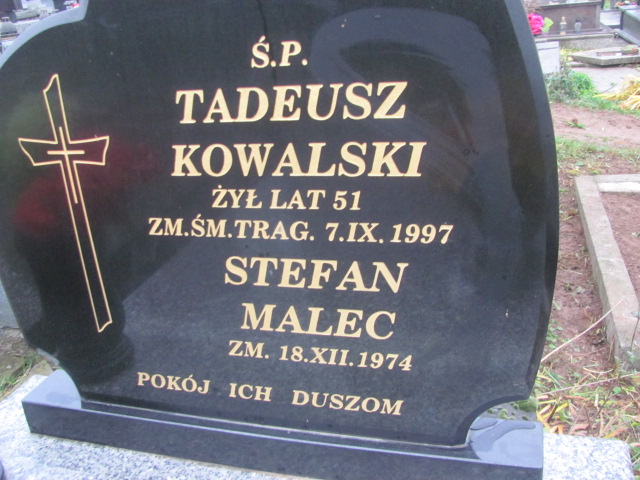 Ś.P.
TADEUSZ
KOWALSKI
ŻYŁ LAT 51
ZM.ŚM.TRAG. 7.IX. 1997
STEFAN
MALEC
ZM. 18.XII.1974
POKÓJ ICH DUSZOM